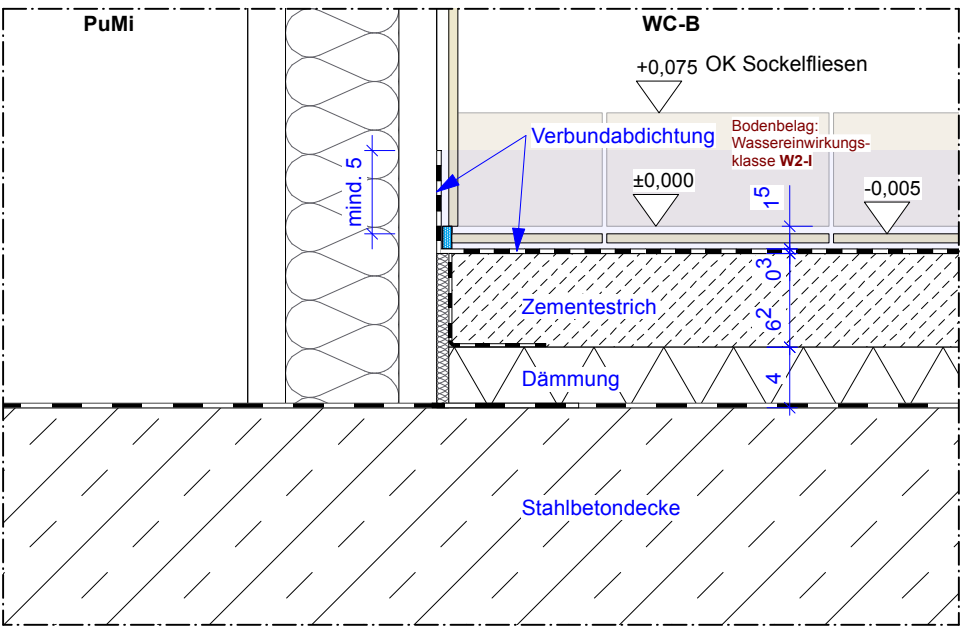 PuMi
WC-B
+0,075 OK Sockelfliesen
Verbundabdichtung
Bodenbelag:
Wassereinwirkungs-
klasse W2-I
mind. 5
±0,000
-0,005
1⁵
0³
Zementestrich
6²
Dämmung
4
Stahlbetondecke